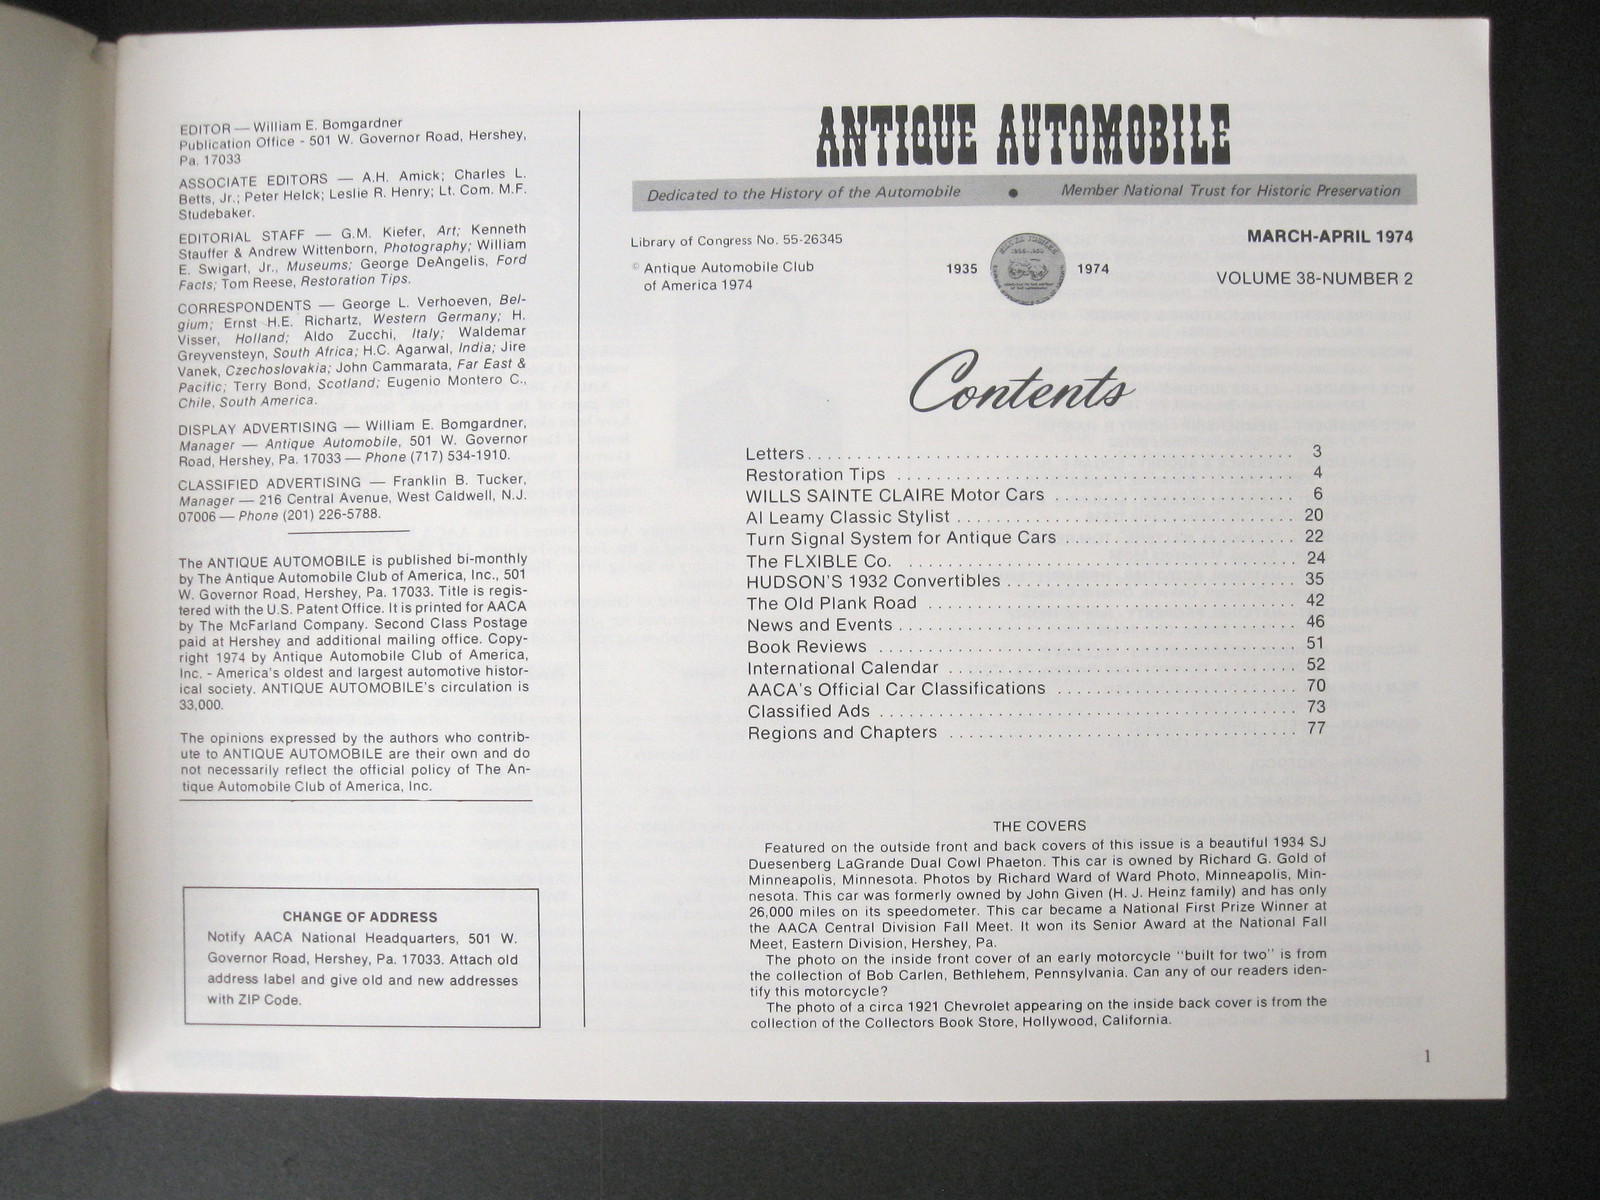 EDITOR — William E. Bomgardner
Publication Office - 501 W. Governor Road, Hershey,
Pa. 17033
ASSOCIATE EDITORS — A.H. Amick; Charles L.
Betts, Jr.; Peter Helck; Leslie R. Henry; Lt. Com. M.F.
Studebaker.
EDITORIAL STAFF — G.M. Kiefer, Art; Kenneth
Stauffer & Andrew Wittenborn, Photography; William
E. Swigart, Jr., Museums; George DeAngelis, Ford
Facts; Tom Reese, Restoration Tips.
CORRESPONDENTS — George L. Verhoeven, Bel-
gium; Ernst H.E. Richartz, Western Germany; H.
Visser, Holland; Aldo Zucchi, Italy; Waldemar
Greyvensteyn, South Africa; H.C. Agarwal, India; Jire
Vanek, Czechoslovakia; John Cammarata, Far East &
Pacific; Terry Bond, Scotland; Eugenio Montero C.,
Chile, South America.
DISPLAY ADVERTISING — William E. Bomgardner,
Manager — Antique Automobile, 501 W. Governor
Road, Hershey, Pa. 17033 — Phone (717) 534-1910.
CLASSIFIED ADVERTISING — Franklin B. Tucker,
Manager — 216 Central Avenue, West Caldwell, N.J.
07006 — Phone (201) 226-5788.
The ANTIQUE AUTOMOBILE is published bi-monthly
by The Antique Automobile Club of America, Inc., 501
W. Governor Road, Hershey, Pa. 17033. Title is regis-
tered with the U.S. Patent Office. It is printed for AACA
by The McFarland Company. Second Class Postage
paid at Hershey and additional mailing office. Copy-
right 1974 by Antique Automobile Club of America,
Inc. - America's oldest and largest automotive histor-
ical society. ANTIQUE AUTOMOBILE's circulation is
33,000.
The opinions expressed by the authors who contrib-
ute to ANTIQUE AUTOMOBILE are their own and do
not necessarily reflect the official policy of The An-
tique Automobile Club of America, Inc.
CHANGE OF ADDRESS
Notify AACA National Headquarters, 501 W.
Governor Road, Hershey, Pa. 17033. Attach old
address label and give old and new addresses
with ZIP Code.
ANTIQUE AUTOMOBILE
Dedicated to the History of the Automobile ● Member National Trust for Historic Preservation
Library of Congress No. 55-26345
© Antique Automobile Club
of America 1974
1935 1974
MARCH-APRIL 1974
VOLUME 38-NUMBER 2
Contents
Letters 3
Restoration Tips 4
WILLS SAINTE CLAIRE Motor Cars 6
Al Leamy Classic Stylist 20
Turn Signal System for Antique Cars 22
The FLXIBLE Co. 24
HUDSON'S 1932 Convertibles 35
The Old Plank Road 42
News and Events 46
Book Reviews 51
International Calendar 52
AACA's Official Car Classifications 70
Classified Ads 73
Regions and Chapters 77
THE COVERS
Featured on the outside front and back covers of this issue is a beautiful 1934 SJ
Duesenberg LaGrande Dual Cowl Phaeton. This car is owned by Richard G. Gold of
Minneapolis, Minnesota. Photos by Richard Ward of Ward Photo, Minneapolis, Min-
nesota. This car was formerly owned by John Given (H. J. Heinz family) and has only
26,000 miles on its speedometer. This car became a National First Prize Winner at
the AACA Central Division Fall Meet. It won its Senior Award at the National Fall
Meet, Eastern Division, Hershey, Pa.
The photo on the inside front cover of an early motorcycle "built for two" is from
the collection of Bob Carlen, Bethlehem, Pennsylvania. Can any of our readers iden-
tify this motorcycle?
The photo of a circa 1921 Chevrolet appearing on the inside back cover is from the
collection of the Collectors Book Store, Hollywood, California.
1